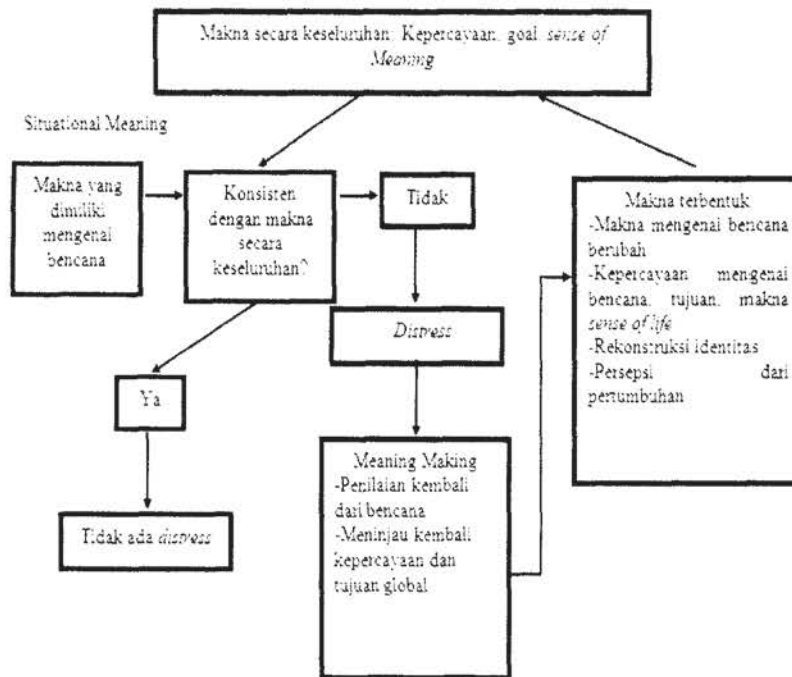 Makna secara keseluruhan: Kepercayaan, goal, sense of
Meaning
Situational Meaning
Makna yang
dimiliki
mengenai
bencana
Konsisten
dengan makna
secara
keseluruhan?
Tidak
Distress
Ya
Tidak ada distress
Meaning Making
-Penilaian kembali
dari bencana
-Meninjau kembali
kepercayaan dan
tujuan global
Makna terbentuk
-Makna mengenai bencana
berubah
-Kepercayaan mengenai
bencana, tujuan, makna
sense of life
-Rekonstruksi identitas
-Persepsi dari
pertumbuhan